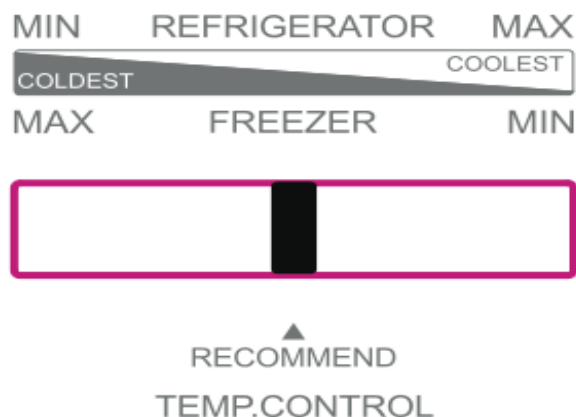 MIN REFRIGERATOR MAX
COOLEST
COLDEST
MAX FREEZER MIN
RECOMMEND
TEMP.CONTROL